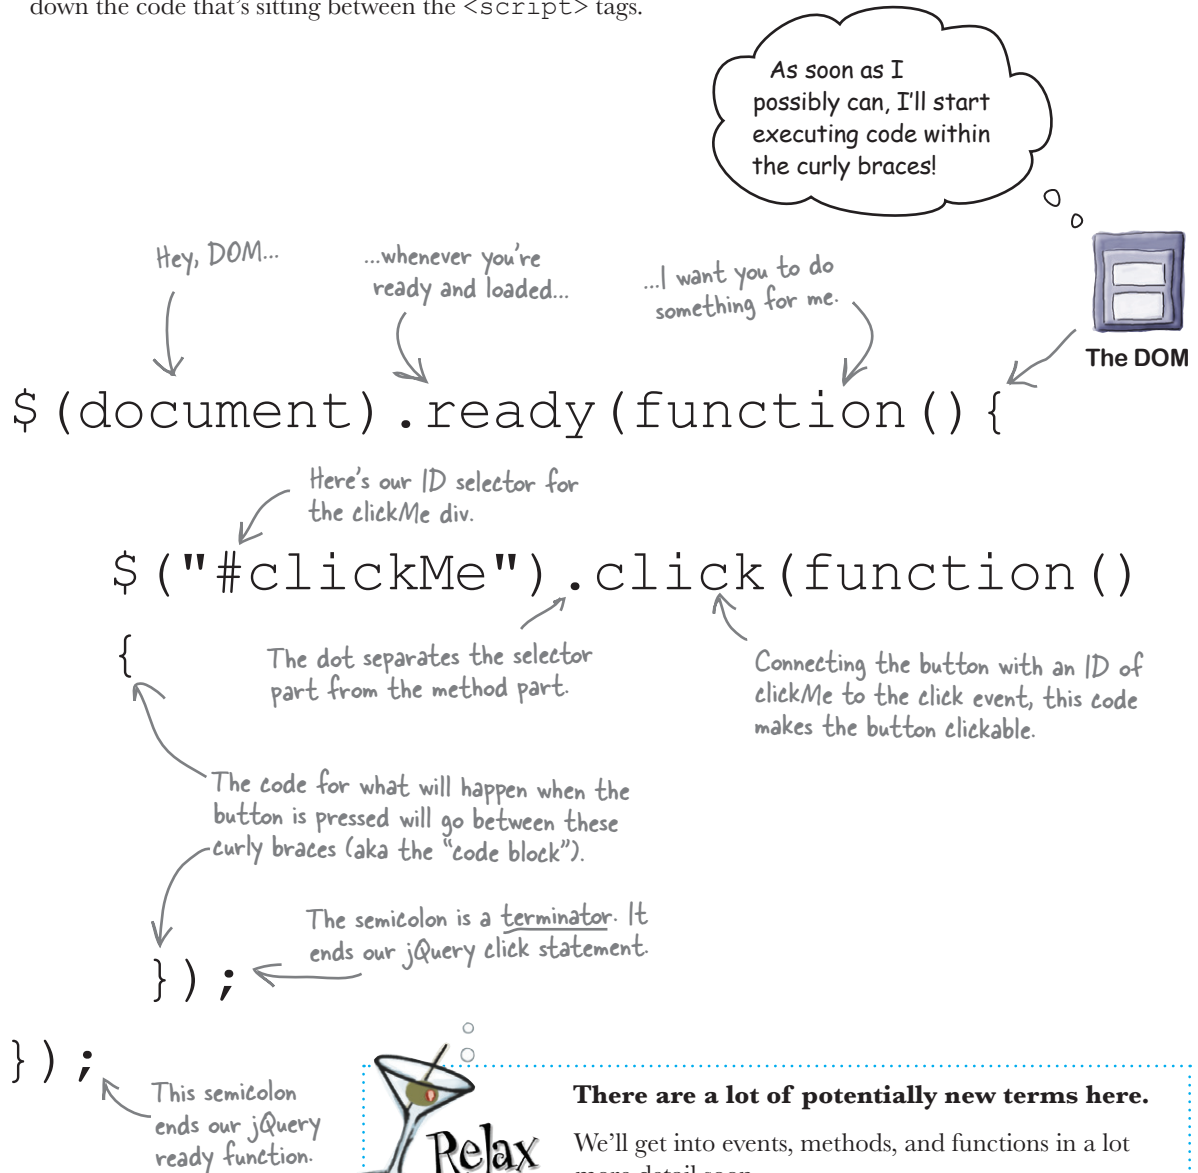 down the code that's sitting between the <script> tags.
As soon as I
possibly can, I'll start
executing code within
the curly braces!
Hey, DOM...
...whenever you're
ready and loaded...
...I want you to do
something for me.
The DOM
$(document).ready(function(){
Here's our ID selector for
the clickMe div.
$("#clickMe").click(function()
{
The dot separates the selector
part from the method part.
Connecting the button with an ID of
clickMe to the click event, this code
makes the button clickable.
The code for what will happen when the
button is pressed will go between these
curly braces (aka the "code block").
The semicolon is a terminator. It
ends our jQuery click statement.
});
});
This semicolon
ends our jQuery
ready function.
Relax
There are a lot of potentially new terms here.
We'll get into events, methods, and functions in a lot
more detail soon